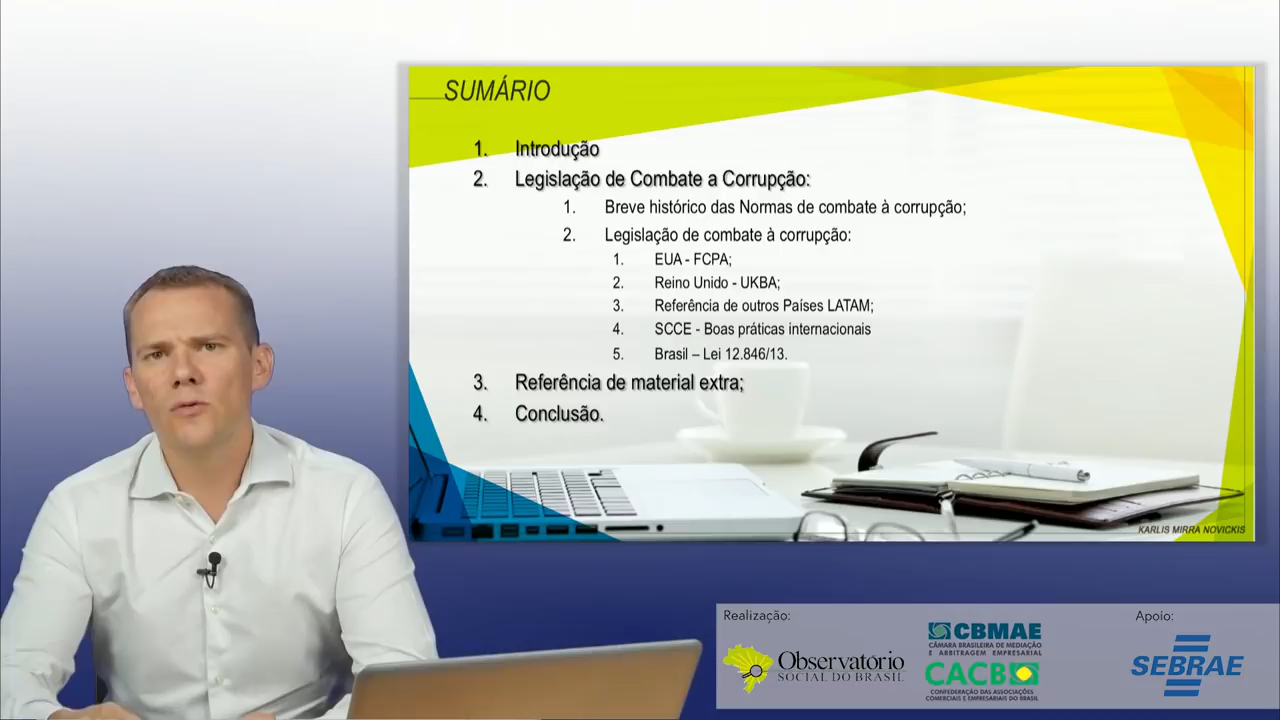 SUMÁRIO
1. Introdução
2. Legislação de Combate a Corrupção:
1. Breve histórico das Normas de combate à corrupção;
2. Legislação de combate à corrupção:
1. EUA - FCPA;
2. Reino Unido - UKBA;
3. Referência de outros Países LATAM;
4. SCCE - Boas práticas internacionais
5. Brasil – Lei 12.846/13.
3. Referência de material extra;
4. Conclusão.
KARLIS MIRRA NOVICKIS
Realização:
Observatório
SOCIAL DO BRASIL
CBMAE
CÂMARA BRASILEIRA DE MEDIAÇÃO
E ARBITRAGEM EMPRESARIAL
CACB
CONFEDERAÇÃO DAS ASSOCIAÇÕES
COMERCIAIS E EMPRESARIAIS DO BRASIL
Apoio:
SEBRAE